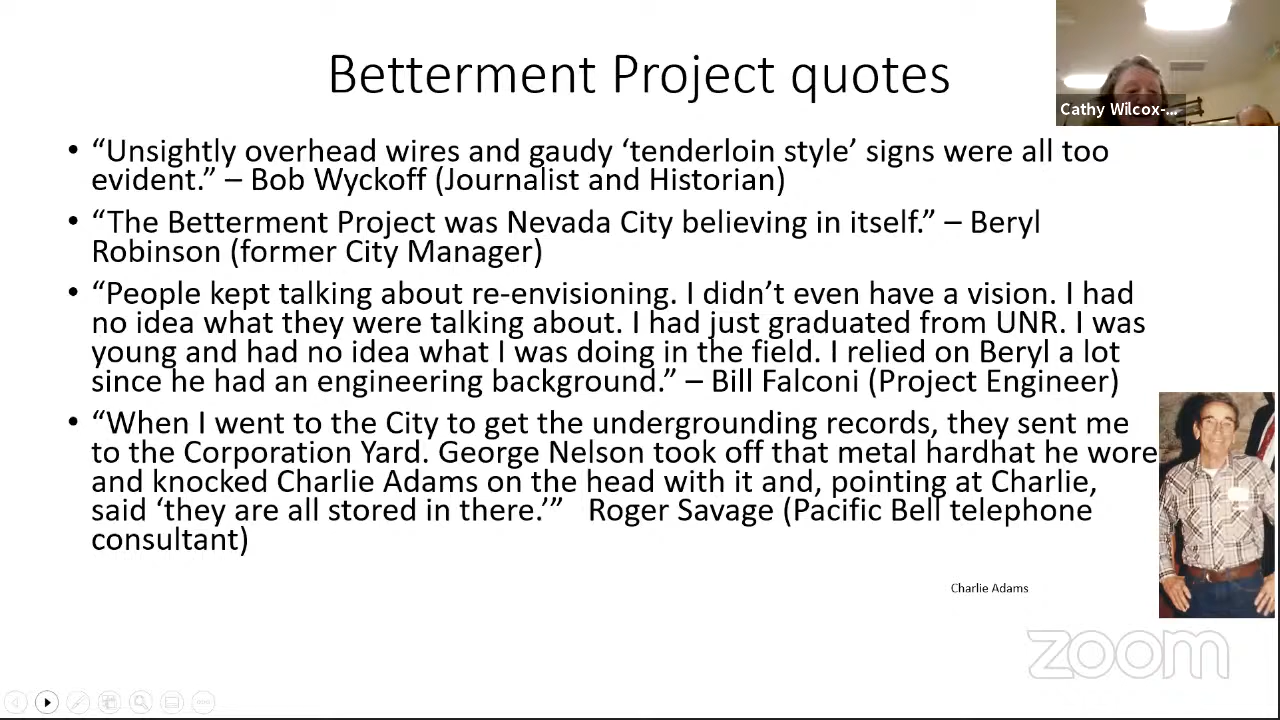 Betterment Project quotes
Cathy Wilcox-...
• “Unsightly overhead wires and gaudy ‘tenderloin style’ signs were all too
evident.” – Bob Wyckoff (Journalist and Historian)
• “The Betterment Project was Nevada City believing in itself.” – Beryl
Robinson (former City Manager)
• “People kept talking about re-envisioning. I didn’t even have a vision. I had
no idea what they were talking about. I had just graduated from UNR. I was
young and had no idea what I was doing in the field. I relied on Beryl a lot
since he had an engineering background.” – Bill Falconi (Project Engineer)
• “When I went to the City to get the undergrounding records, they sent me
to the Corporation Yard. George Nelson took off that metal hardhat he wore
and knocked Charlie Adams on the head with it and, pointing at Charlie,
said ‘they are all stored in there.’” Roger Savage (Pacific Bell telephone
consultant)
Charlie Adams
zoom